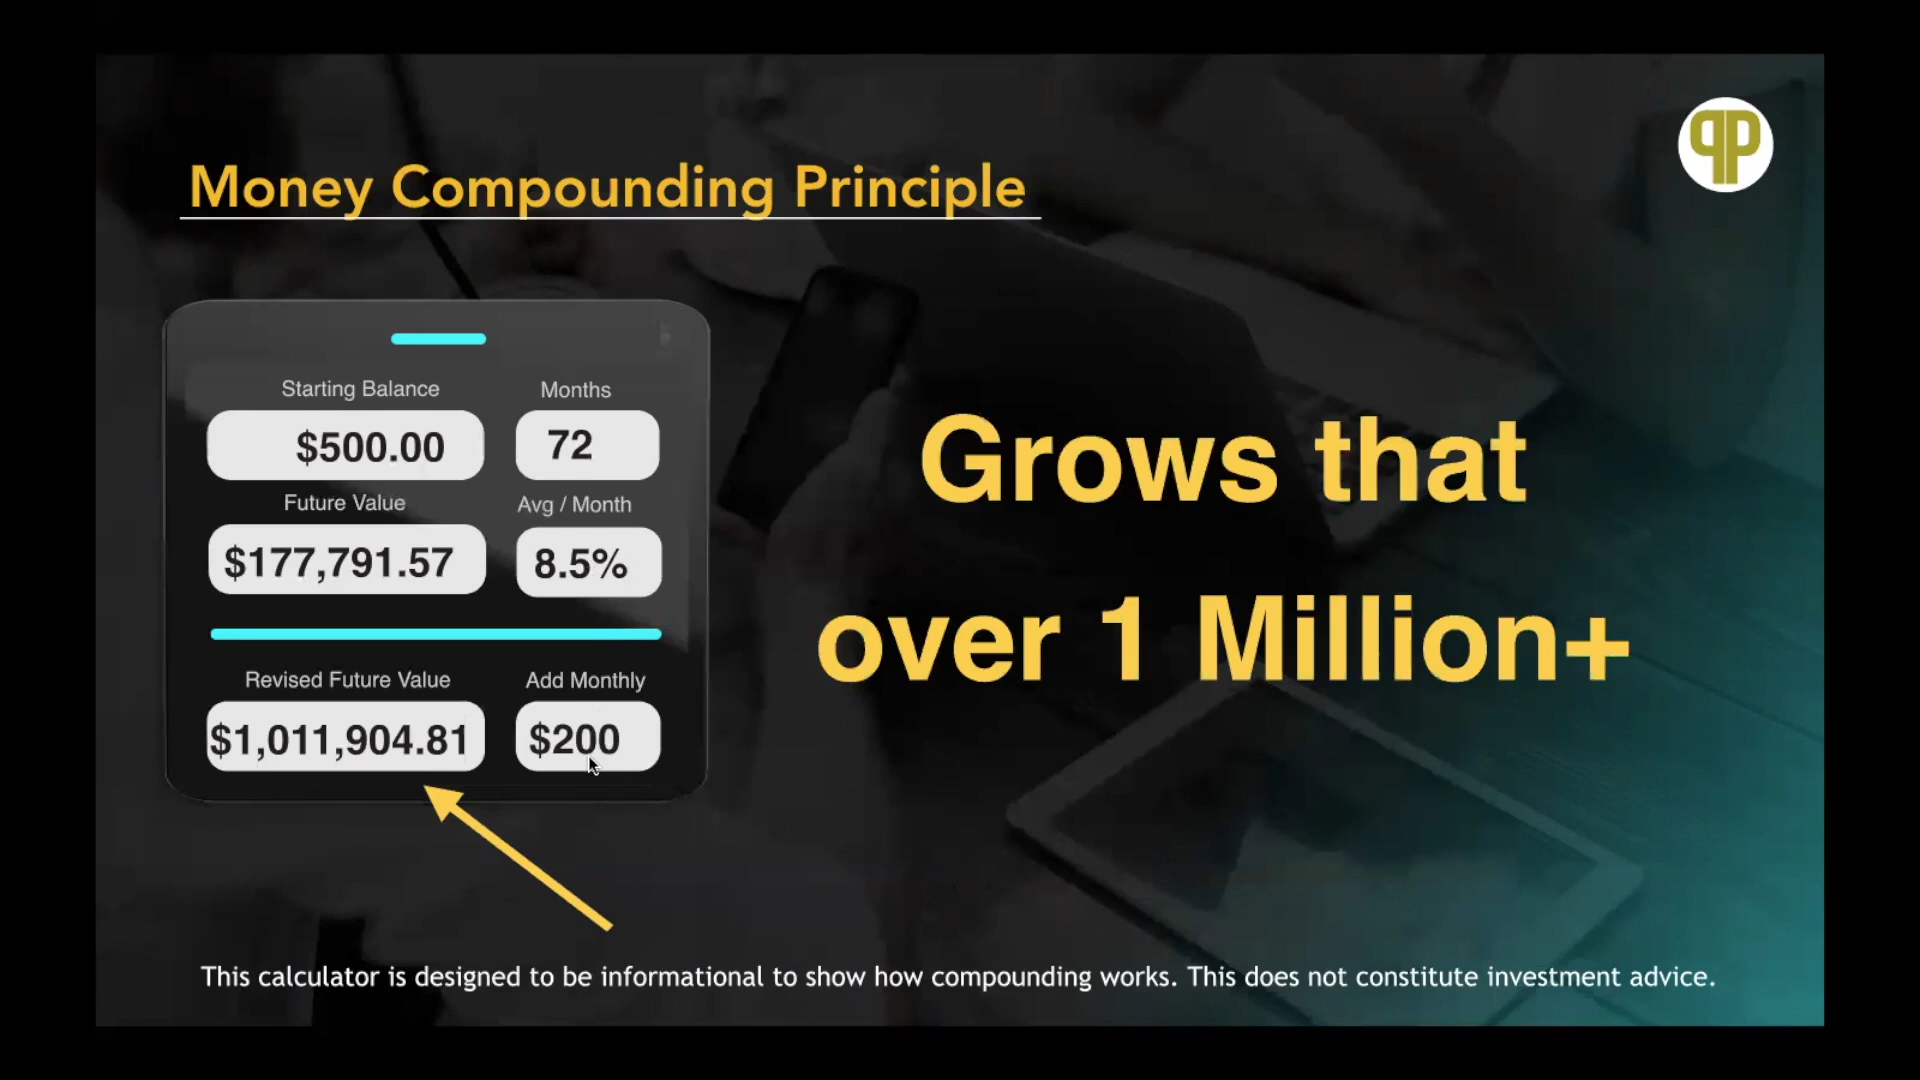 Money Compounding Principle
Starting Balance
Months
$500.00
72
Future Value
Avg / Month
$177,791.57
8.5%
Revised Future Value
Add Monthly
$1,011,904.81
$200
Grows that
over 1 Million+
This calculator is designed to be informational to show how compounding works. This does not constitute investment advice.